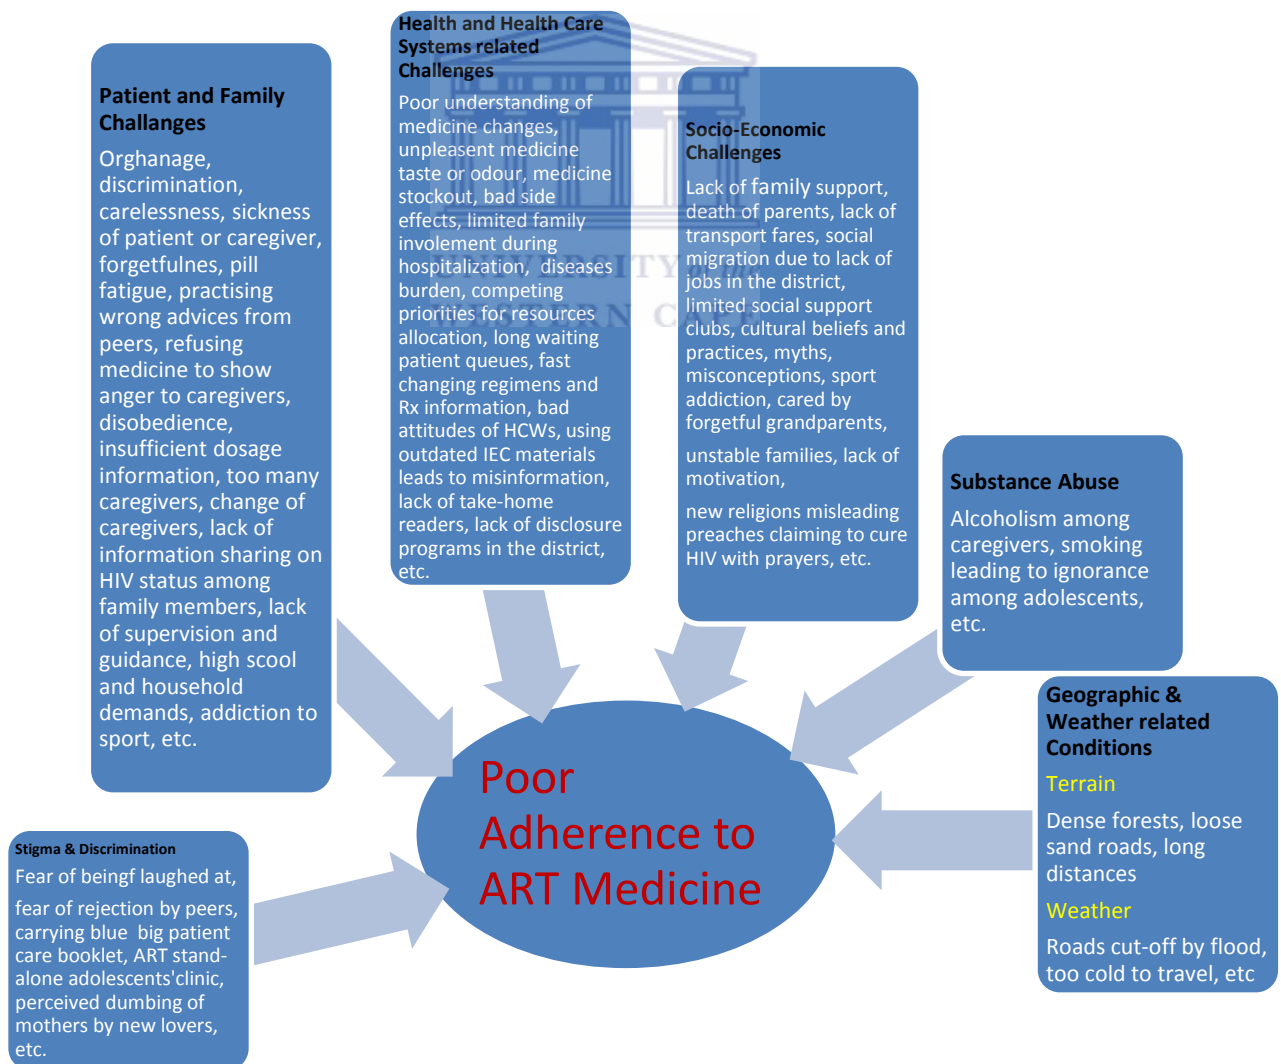 Patient and Family
Challanges
Orghanage,
discrimination,
carelessness, sickness
of patient or caregiver,
forgetfulnes, pill
fatigue, practising
wrong advices from
peers, refusing
medicine to show
anger to caregivers,
disobedience,
insufficient dosage
information, too many
caregivers, change of
caregivers, lack of
information sharing on
HIV status among
family members, lack
of supervision and
guidance, high scool
and household
demands, addiction to
sport, etc.
Health and Health Care
Systems related
Challenges
Poor understanding of
medicine changes,
unpleasent medicine
taste or odour, medicine
stockout, bad side
effects, limited family
involement during
hospitalization,  diseases
burden, competing
priorities for resources
allocation, long waiting
patient queues, fast
changing regimens and
Rx information, bad
attitudes of HCWs, using
outdated IEC materials
leads to misinformation,
lack of take-home
readers, lack of disclosure
programs in the district,
etc.
Socio-Economic
Challenges
Lack of family support,
death of parents, lack of
transport fares, social
migration due to lack of
jobs in the district,
limited social support
clubs, cultural beliefs and
practices, myths,
misconceptions, sport
addiction, cared by
forgetful grandparents,
unstable families, lack of
motivation,
new religions misleading
preaches claiming to cure
HIV with prayers, etc.
Substance Abuse
Alcoholism among
caregivers, smoking
leading to ignorance
among adolescents,
etc.
Geographic &
Weather related
Conditions
Terrain
Dense forests, loose
sand roads, long
distances
Weather
Roads cut-off by flood,
too cold to travel, etc
Stigma & Discrimination
Fear of beingf laughed at,
fear of rejection by peers,
carrying blue  big patient
care booklet, ART stand-
alone adolescents'clinic,
perceived dumbing of
mothers by new lovers,
etc.
Poor
Adherence to
ART Medicine
UNIVERSITY of the
WESTERN CAPE